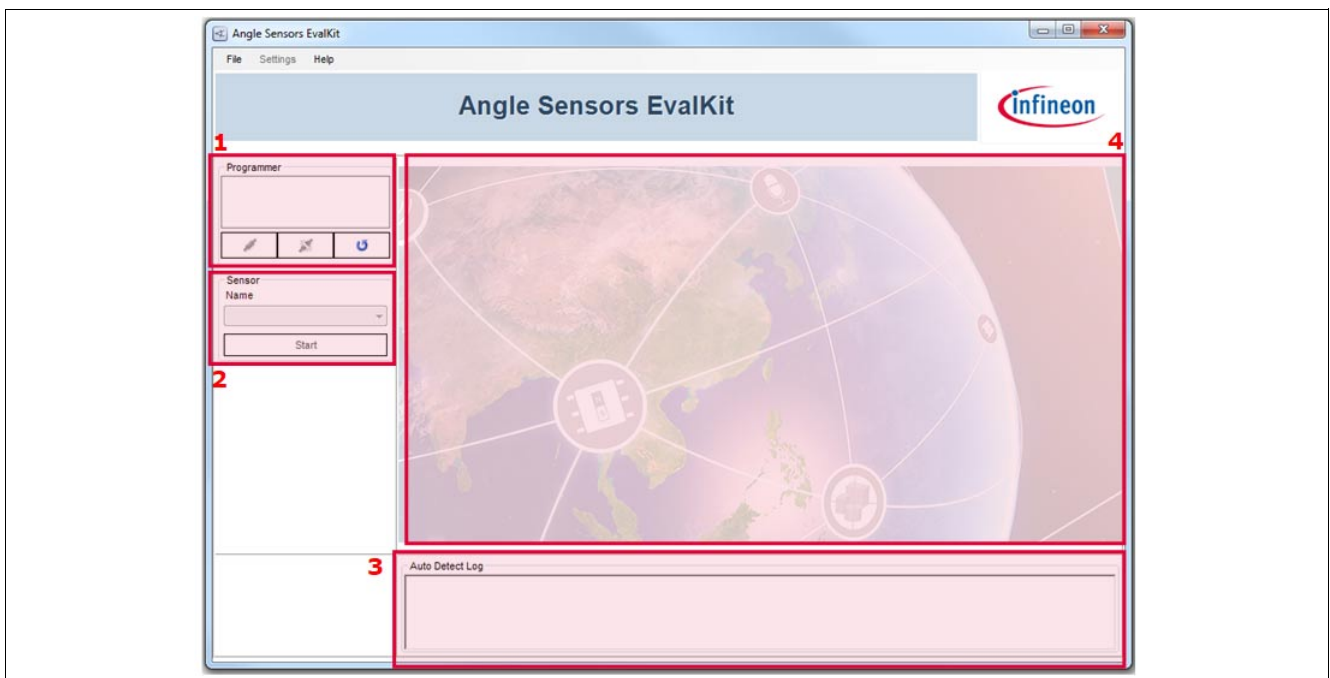 Angle Sensors EvalKit
File Settings Help
Angle Sensors EvalKit
infineon
1
4
Programmer
Sensor
Name
Start
2
3
Auto Detect Log